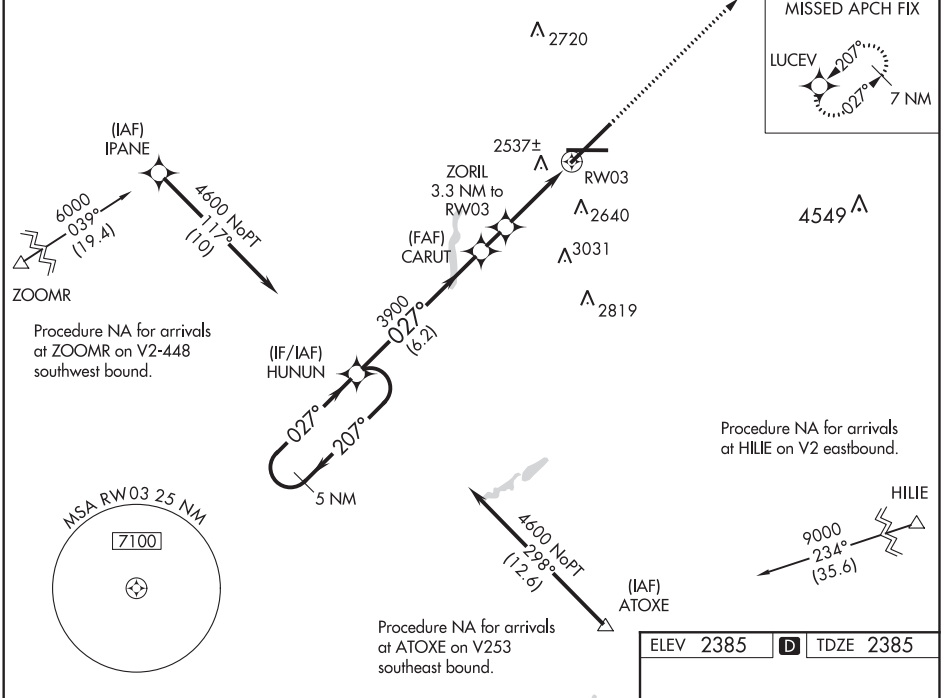 MISSED APCH FIX
LUCEV
207°
027°
7 NM
2720
(IAF)
IPANE
6000
039°
(19.4)
ZOOMR
4600 NoPT
117°
(10)
Procedure NA for arrivals
at ZOOMR on V2-448
southwest bound.
2537±
RW03
ZORIL
3.3 NM to
RW03
2640
(FAF)
CARUT
3031
4549
2819
3900
027°
(6.2)
(IF/IAF)
HUNUN
027°
207°
5 NM
Procedure NA for arrivals
at HILIE on V2 eastbound.
HILIE
9000
234°
(35.6)
MSA RW03 25 NM
7100
4600 NoPT
298°
(12.6)
(IAF)
ATOXE
Procedure NA for arrivals
at ATOXE on V253
southeast bound.
ELEV 2385 D TDZE 2385